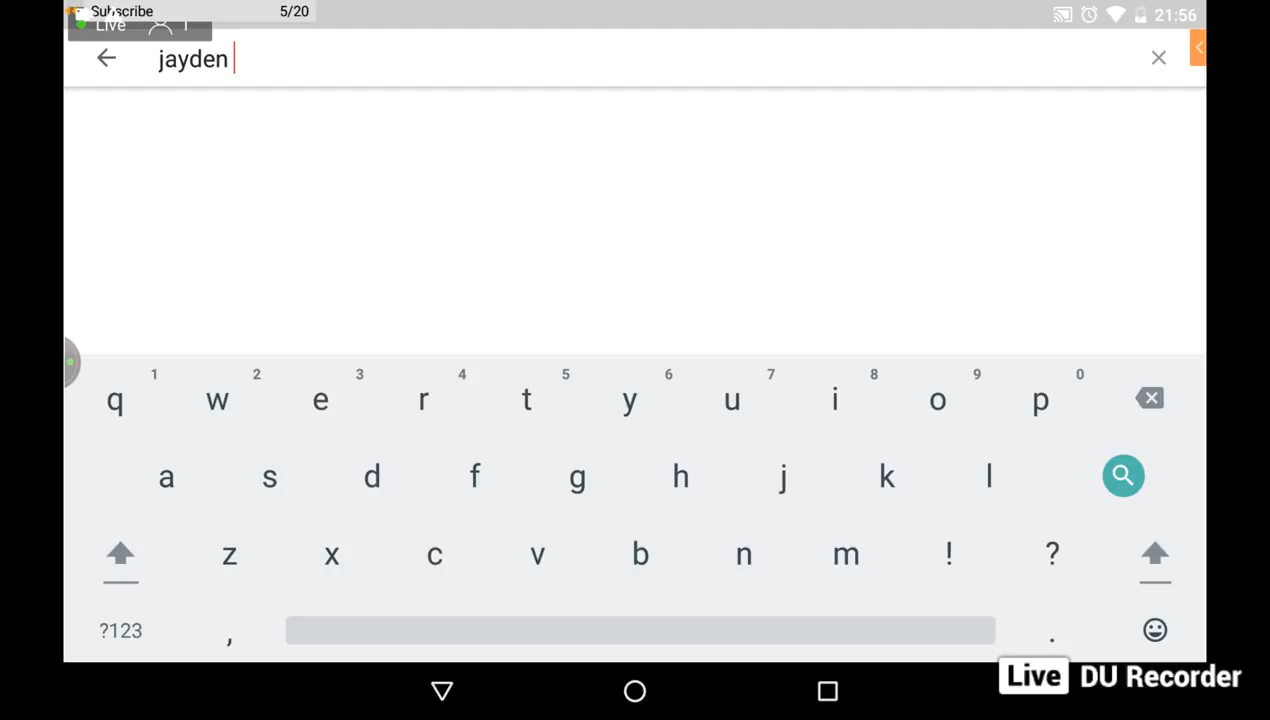 Subscribe 5/20
Live 1
21:56
jayden
1 2 3 4 5 6 7 8 9 0
q w e r t y u i o p
a s d f g h j k l
z x c v b n m ! ?
?123 , .
Live DU Recorder